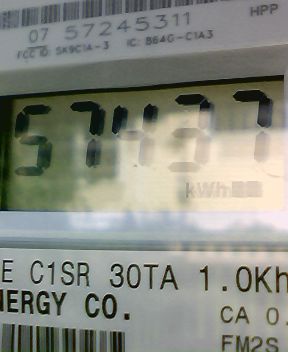 HPP
07 57245311
FCC ID: SK9C1A-3 IC: 864G-C1A3
57437
kWh
E C1SR 30TA 1.0Kh
NERGY CO.
CA 0.
FM2S